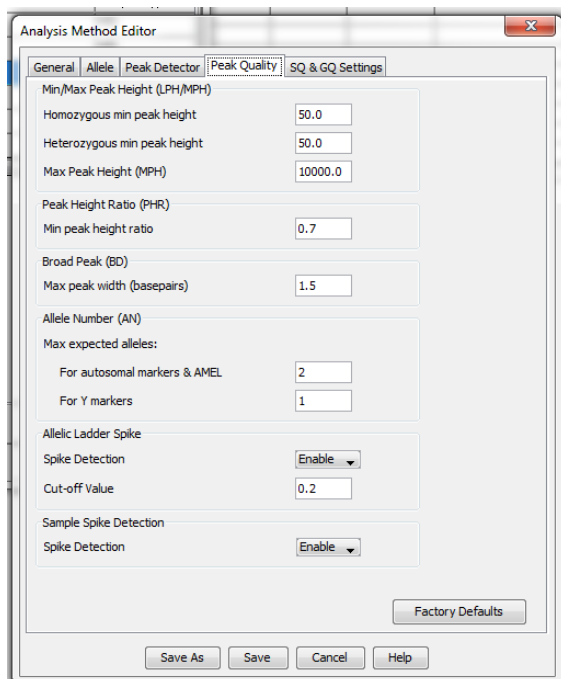 Analysis Method Editor
General Allele Peak Detector Peak Quality SQ & GQ Settings
Min/Max Peak Height (LPH/MPH)
Homozygous min peak height 50.0
Heterozygous min peak height 50.0
Max Peak Height (MPH) 10000.0
Peak Height Ratio (PHR)
Min peak height ratio 0.7
Broad Peak (BD)
Max peak width (basepairs) 1.5
Allele Number (AN)
Max expected alleles:
For autosomal markers & AMEL 2
For Y markers 1
Allelic Ladder Spike
Spike Detection Enable
Cut-off Value 0.2
Sample Spike Detection
Spike Detection Enable
Factory Defaults
Save As Save Cancel Help